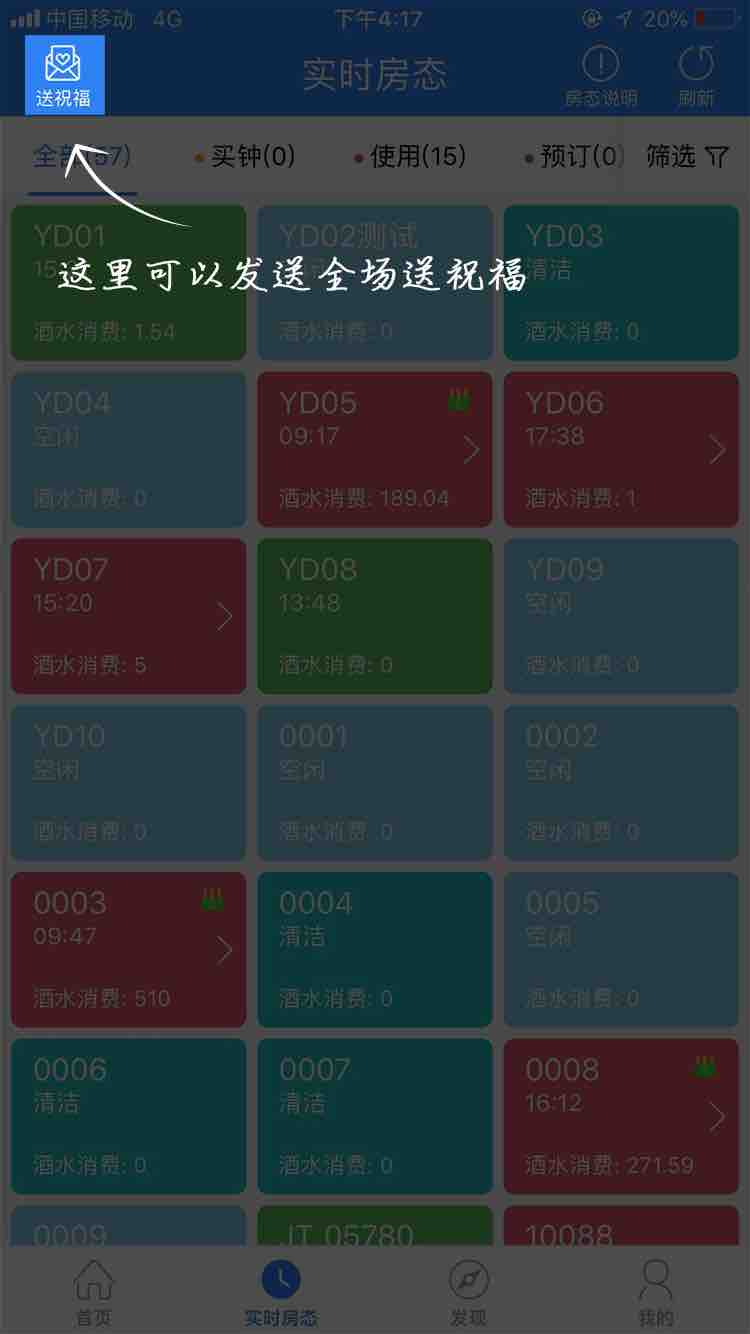 中国移动 4G 下午4:17 20%
送祝福 实时房态 房态说明 刷新
全部(57) 买钟(0) 使用(15) 预订(0) 筛选
YD01 YD02测试 YD03
清洁
这里可以发送全场送祝福
酒水消费: 1.54 酒水消费: 0 酒水消费: 0
YD04 YD05 YD06
空闲 09:17 17:38
酒水消费: 0 酒水消费: 189.04 酒水消费: 1
YD07 YD08 YD09
15:20 13:48 空闲
酒水消费: 5 酒水消费: 0 酒水消费: 0
YD10 0001 0002
空闲 空闲 空闲
酒水消费: 0 酒水消费: 0 酒水消费: 0
0003 0004 0005
09:47 清洁 空闲
酒水消费: 510 酒水消费: 0 酒水消费: 0
0006 0007 0008
清洁 清洁 16:12
酒水消费: 0 酒水消费: 0 酒水消费: 271.59
0009 JT_05780 10088
首页 实时房态 发现 我的